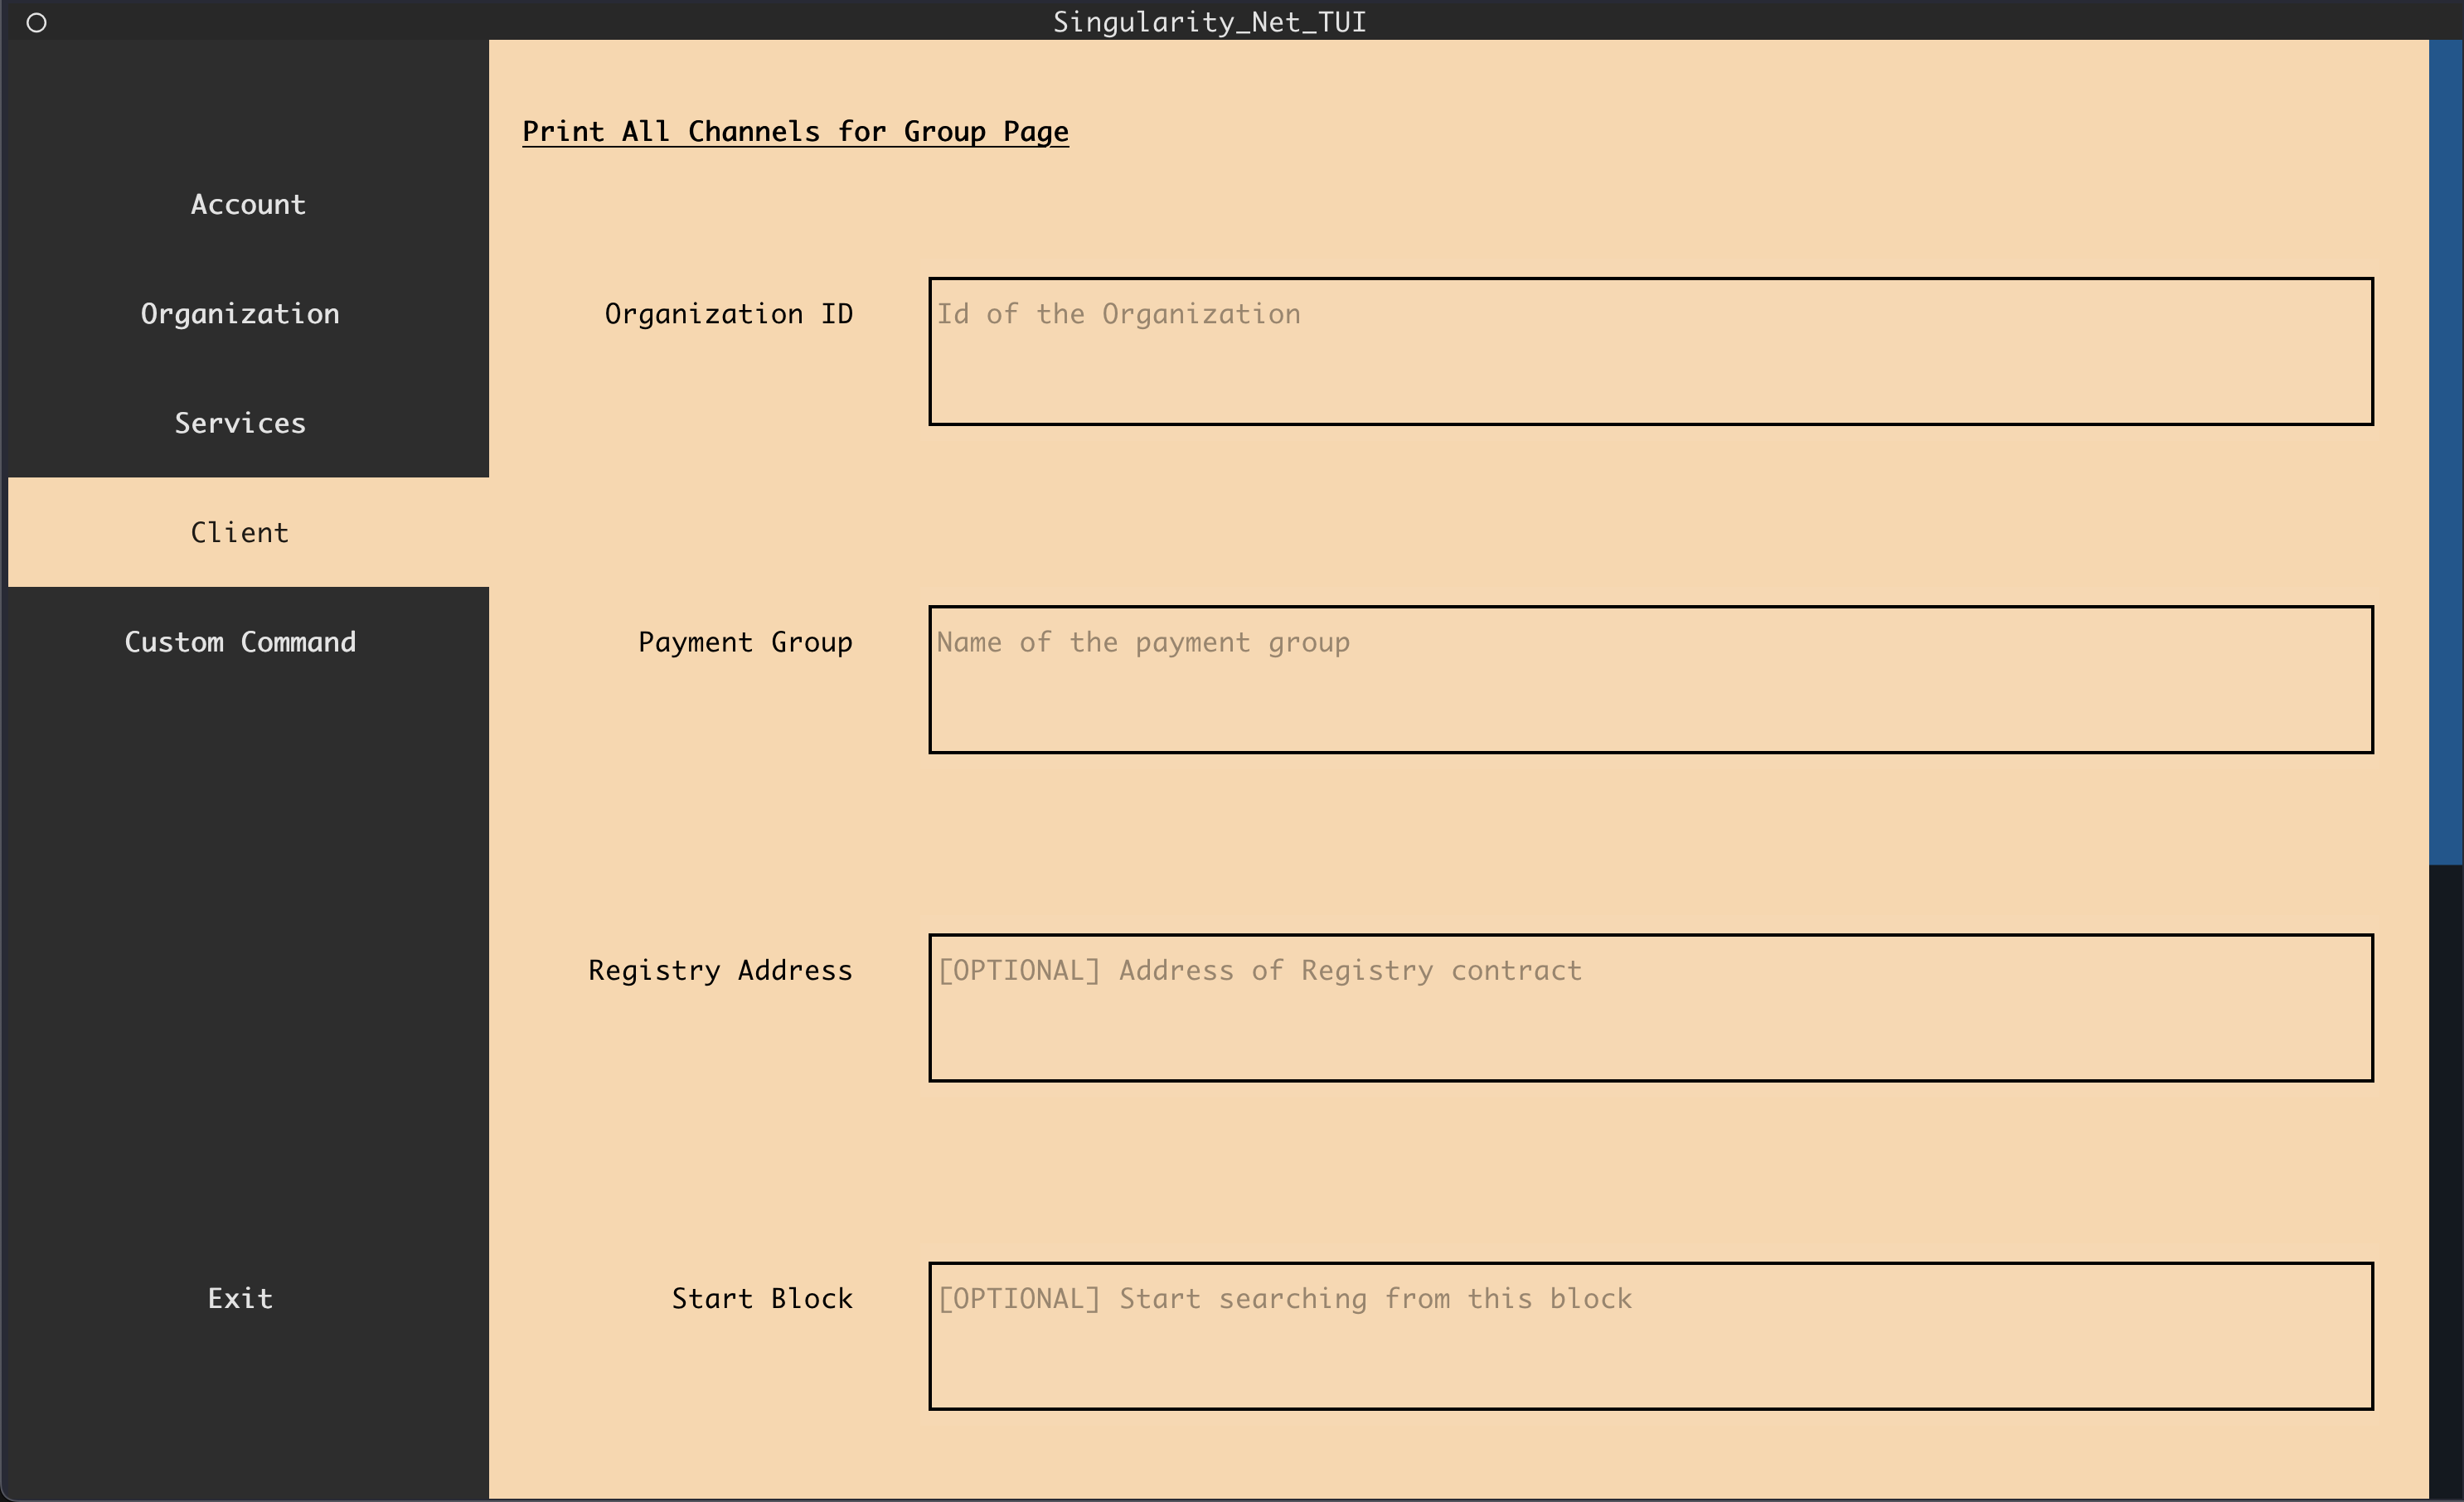 Singularity_Net_TUI
Account
Organization
Services
Client
Custom Command
Exit
Print All Channels for Group Page
Organization ID
Id of the Organization
Payment Group
Name of the payment group
Registry Address
[OPTIONAL] Address of Registry contract
Start Block
[OPTIONAL] Start searching from this block